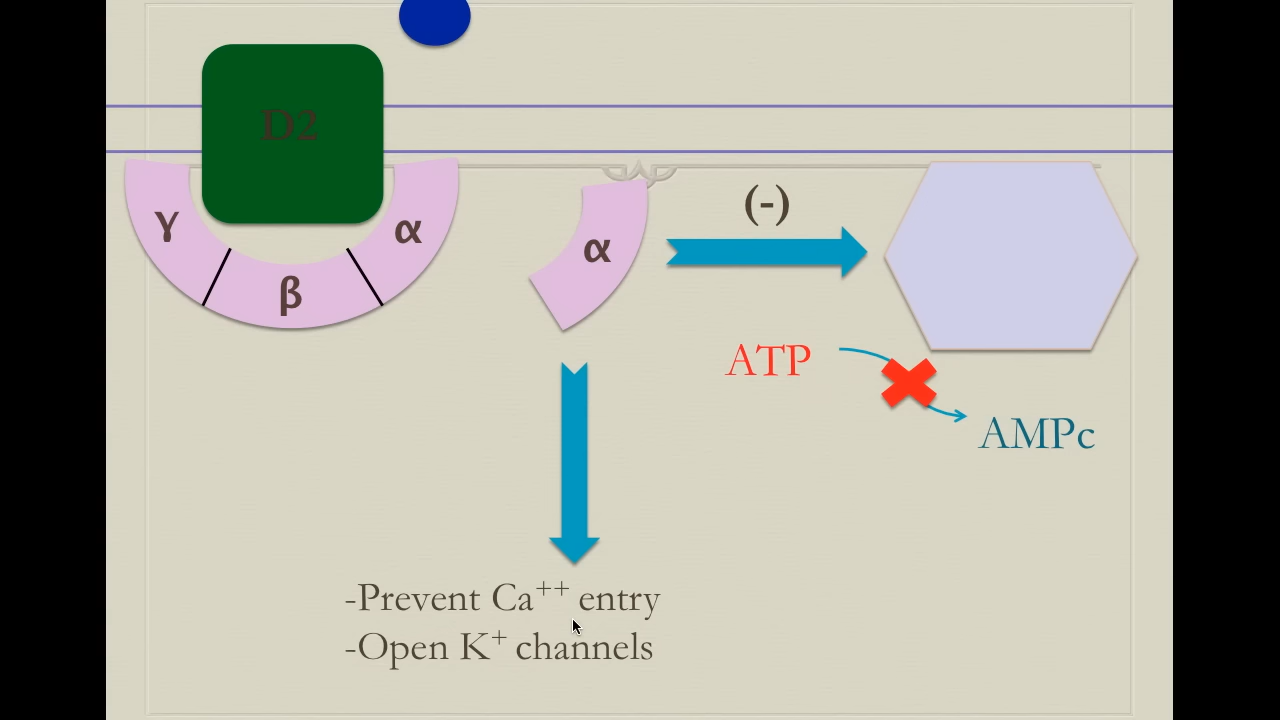 D2
γ
β
α
α
(-)
ATP
AMPc
-Prevent Ca⁺⁺ entry
-Open K⁺ channels